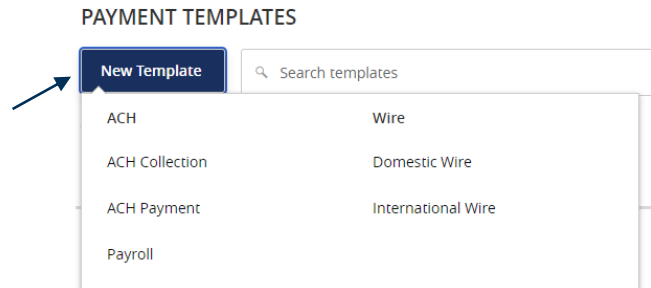 PAYMENT TEMPLATES
New Template
Search templates
ACH
Wire
ACH Collection
Domestic Wire
ACH Payment
International Wire
Payroll